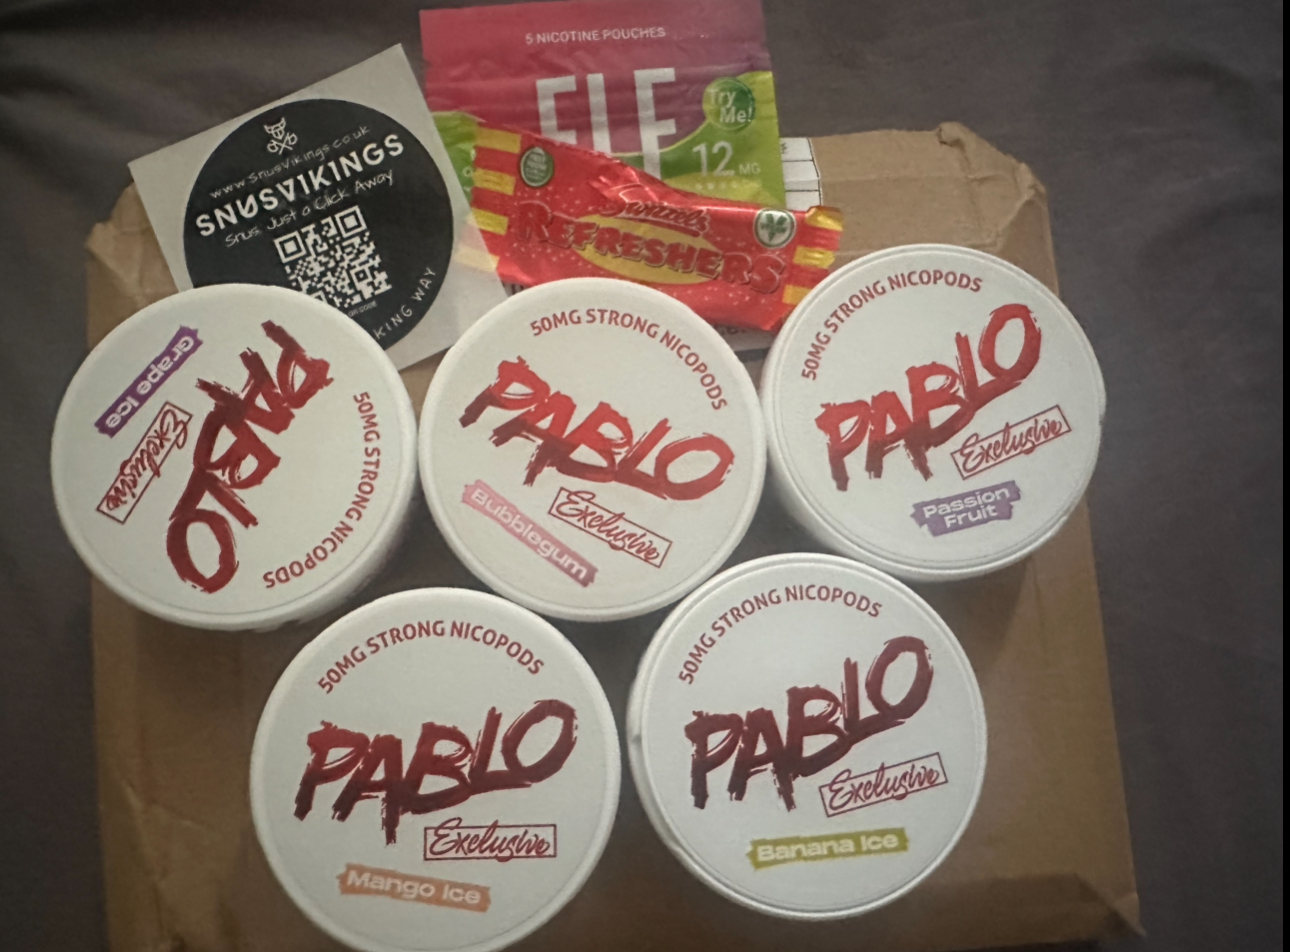 5 NICOTINE POUCHES
ELF
Try
Me!
12 MG
www.SnusVikings.co.uk
SNUSVIKINGS
Snus, Just a Click Away
KING WAY
Swizzels
REFRESHERS
Grape Ice
Exclusive
PABLO
50MG STRONG NICOPODS
50MG STRONG NICOPODS
PABLO
Exclusive
Bubblegum
50MG STRONG NICOPODS
PABLO
Exclusive
Passion
Fruit
50MG STRONG NICOPODS
PABLO
Exclusive
Mango Ice
50MG STRONG NICOPODS
PABLO
Exclusive
Banana Ice